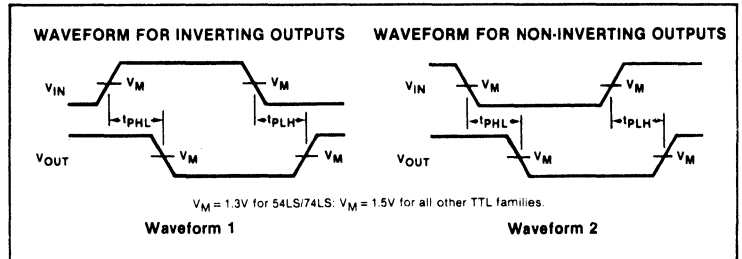 WAVEFORM FOR INVERTING OUTPUTS
VIN
VM
VM
tPHL
tPLH
VOUT
VM
VM
WAVEFORM FOR NON-INVERTING OUTPUTS
VIN
VM
VM
tPHL
tPLH
VOUT
VM
VM
VM = 1.3V for 54LS/74LS: VM = 1.5V for all other TTL families.
Waveform 1
Waveform 2